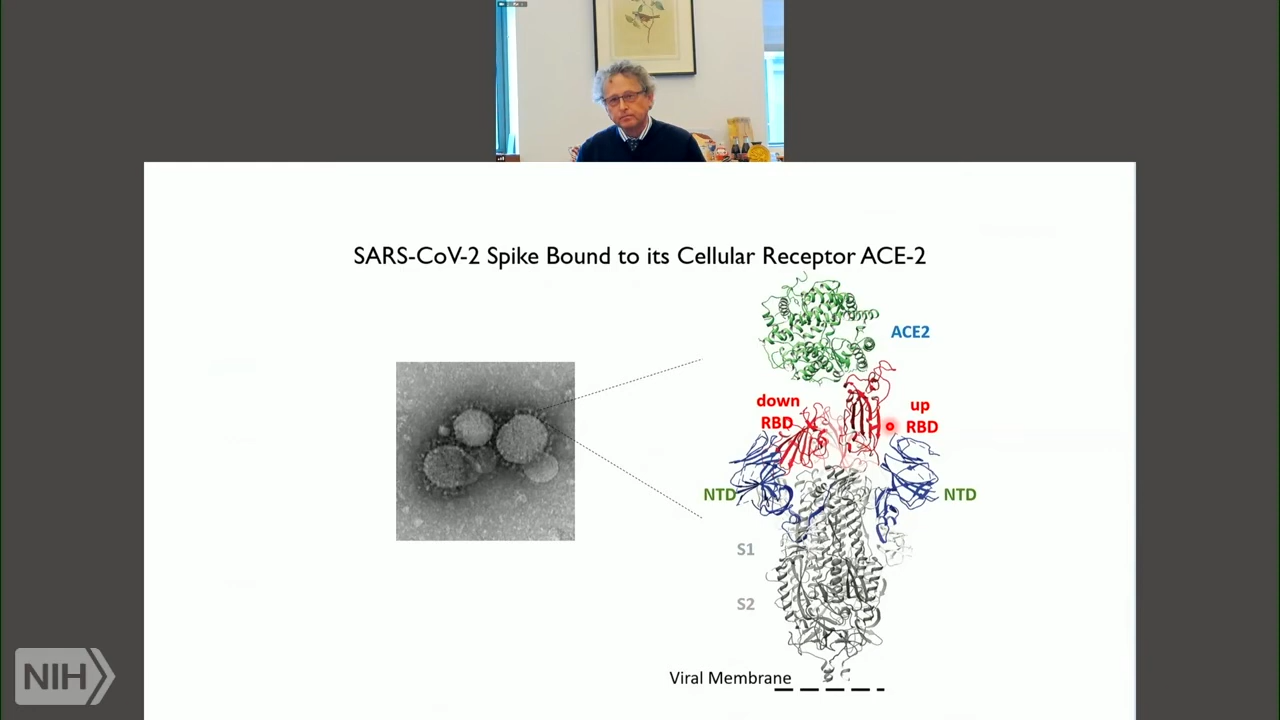 SARS-CoV-2 Spike Bound to its Cellular Receptor ACE-2
ACE2
down
RBD
up
RBD
NTD
NTD
S1
S2
Viral Membrane
NIH